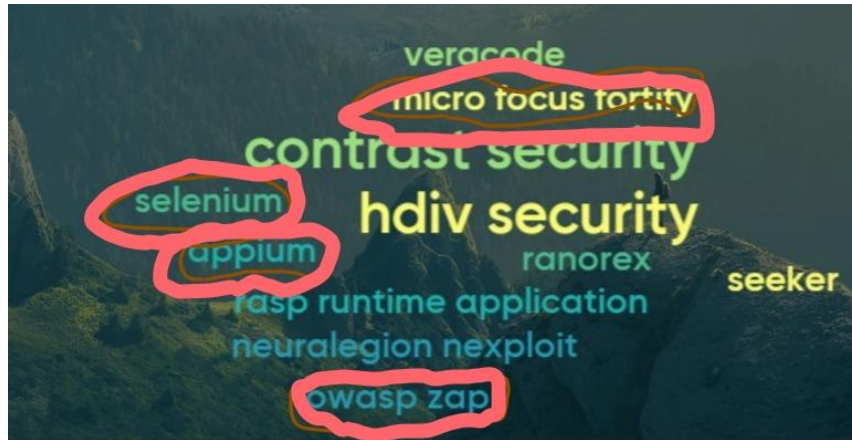 veracode
micro focus fortify
contrast security
selenium
hdiv security
appium
ranorex
seeker
rasp runtime application
neuralegion nexploit
owasp zap